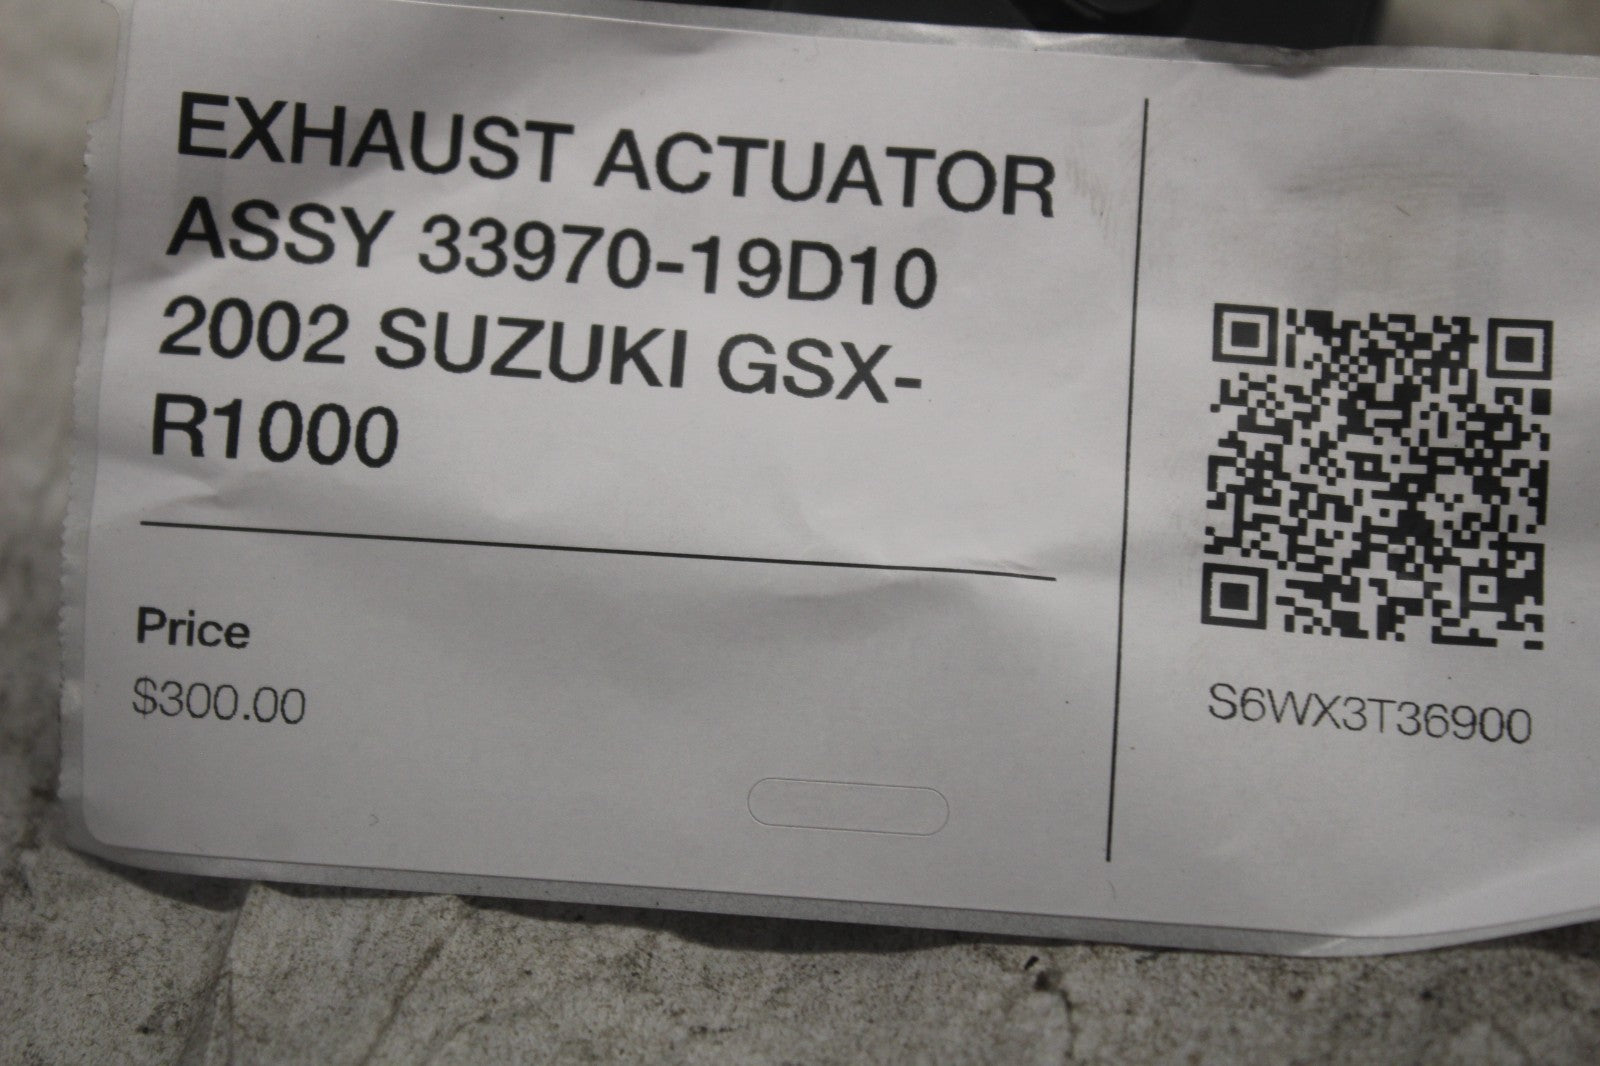 EXHAUST ACTUATOR
ASSY 33970-19D10
2002 SUZUKI GSX-
R1000
Price
$300.00
S6WX3T36900